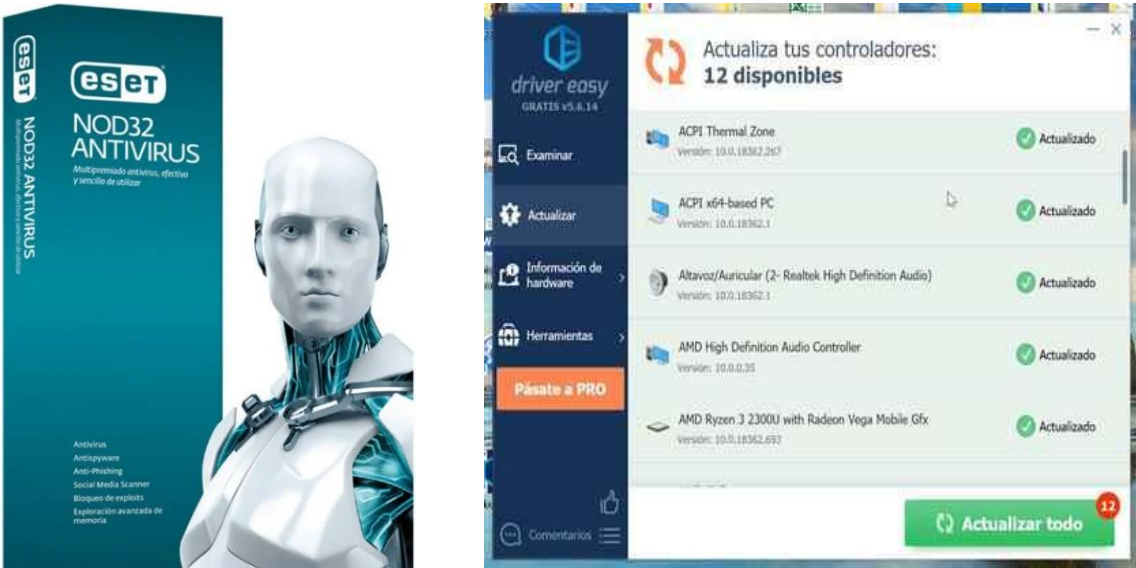 eset
NOD32 ANTIVIRUS
eset
NOD32
ANTIVIRUS
Multipremiado antivirus, efectivo
y sencillo de utilizar
Antivirus
Antispyware
Anti-Phishing
Social Media Scanner
Bloqueo de exploits
Exploración avanzada de
memoria
driver easy
GRATIS v5.6.14
Examinar
Actualizar
Información de
hardware
Herramientas
Pásate a PRO
Comentarios
Actualiza tus controladores:
12 disponibles
ACPI Thermal Zone
Versión: 10.0.18362.267
Actualizado
ACPI x64-based PC
Versión: 10.0.18362.1
Actualizado
Altavoz/Auricular (2- Realtek High Definition Audio)
Versión: 10.0.18362.1
Actualizado
AMD High Definition Audio Controller
Versión: 10.0.0.35
Actualizado
AMD Ryzen 3 2300U with Radeon Vega Mobile Gfx
Versión: 10.0.18362.693
Actualizado
12
Actualizar todo